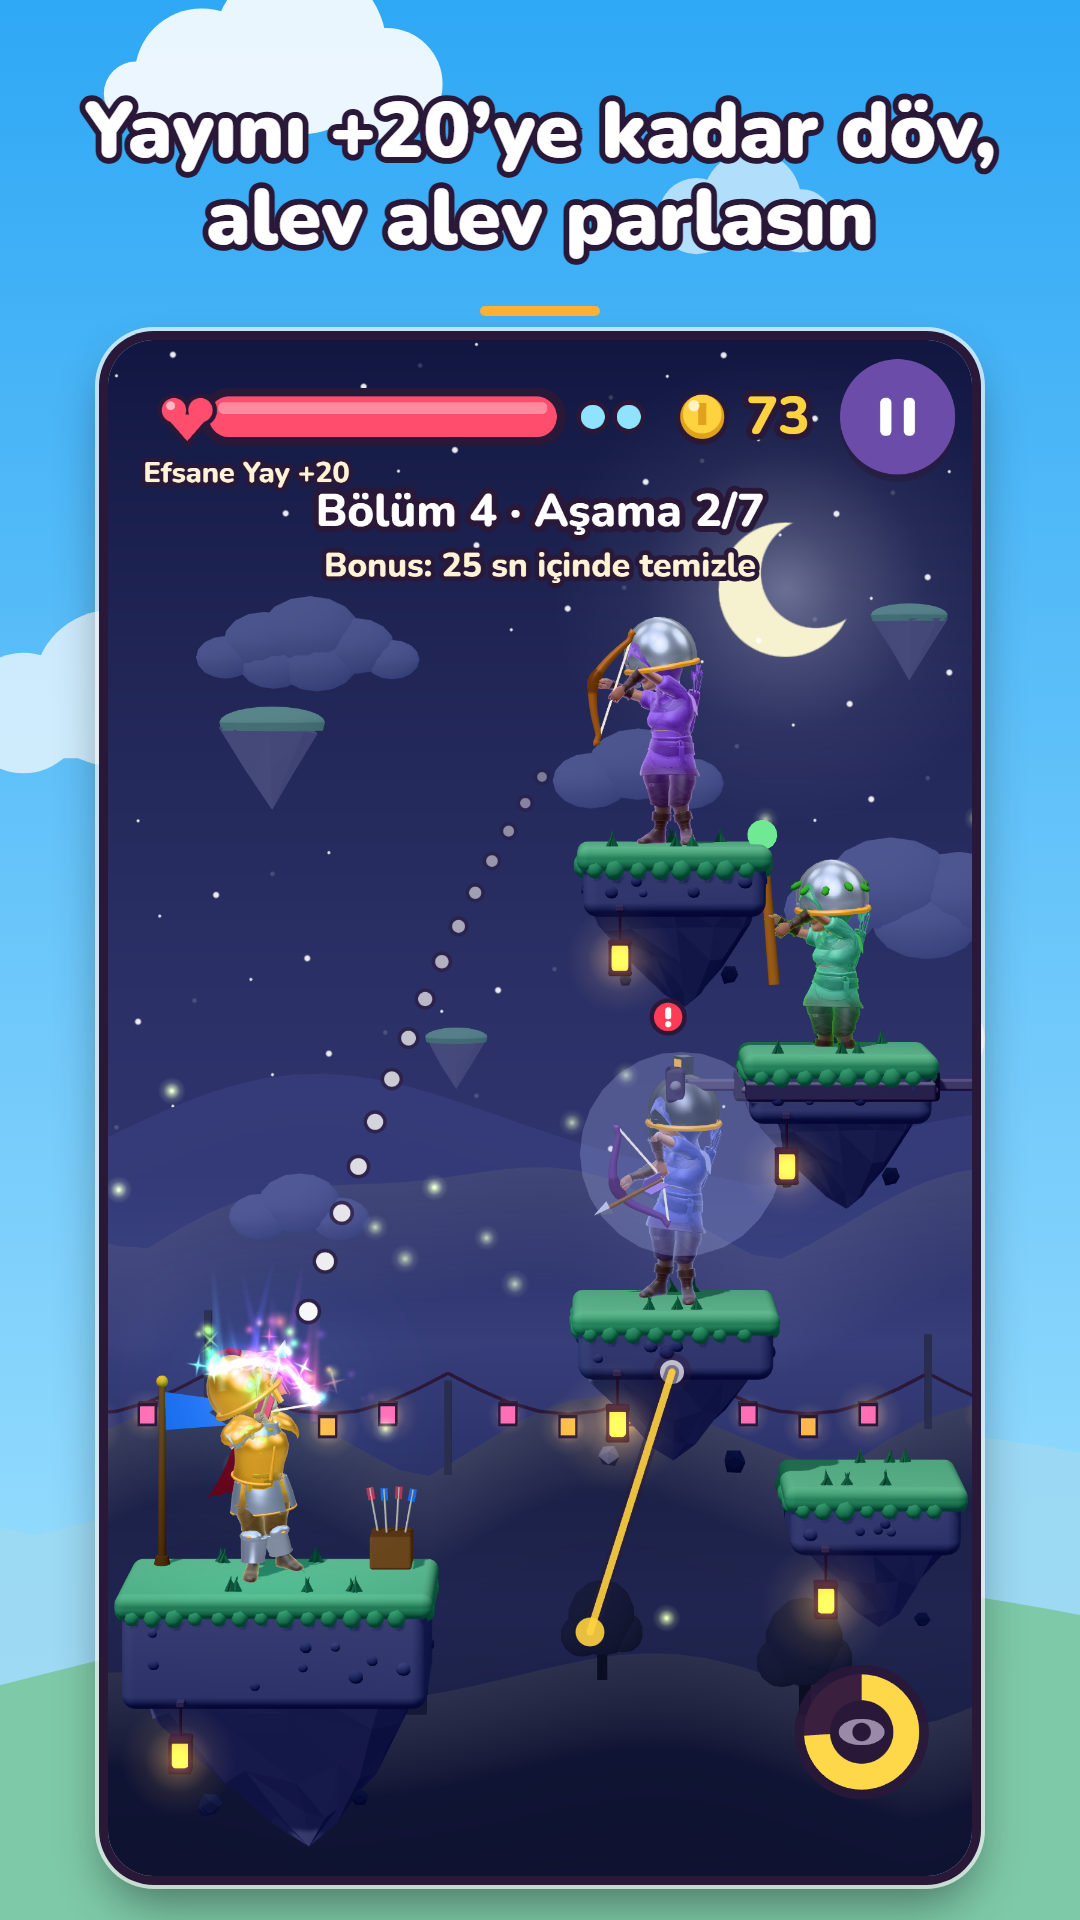 Yayını +20’ye kadar döv,
alev alev parlasın
73
Efsane Yay +20
Bölüm 4 · Aşama 2/7
Bonus: 25 sn içinde temizle